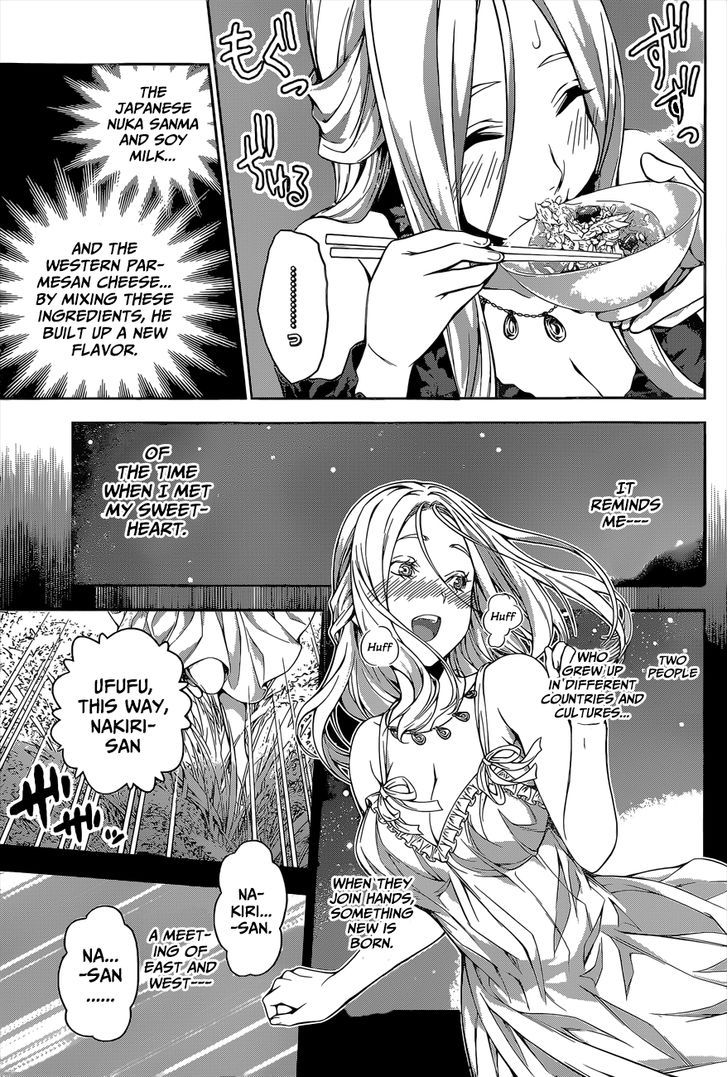 ずずっ
もぐっ
ぢゅる
…………っ
THE
JAPANESE
NUKA SANMA
AND SOY
MILK...
AND THE
WESTERN PAR-
MESAN CHEESE...
BY MIXING THESE
INGREDIENTS, HE
BUILT UP A NEW
FLAVOR.
IT
REMINDS
ME---
OF
THE TIME
WHEN I MET
MY SWEET-
HEART.
TWO
PEOPLE
WHO
GREW UP
IN DIFFERENT
COUNTRIES AND
CULTURES...
Huff
Huff
UFUFU,
THIS WAY,
NAKIRI-
SAN
ザザザッ
WHEN THEY
JOIN HANDS,
SOMETHING
NEW IS
BORN.
NA-
KIRI...
-SAN.
A MEET-
ING OF
EAST AND
WEST---
NA...
-SAN
......